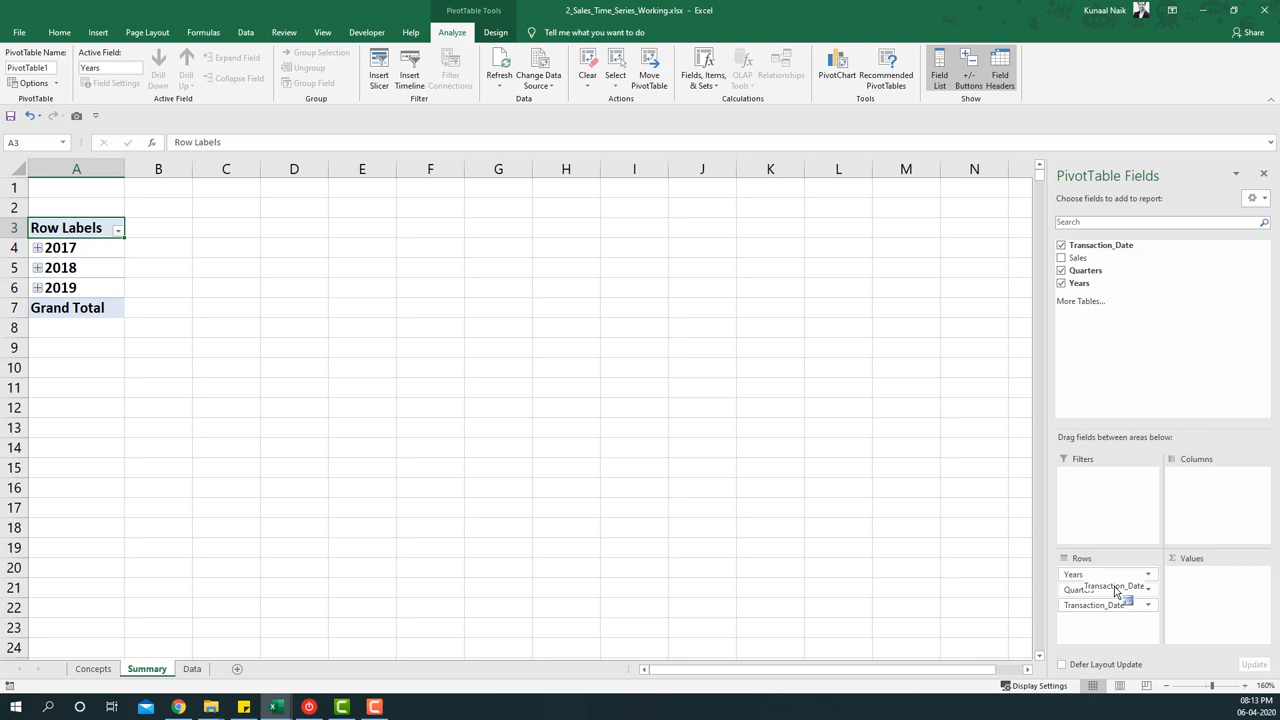 PivotTable Tools
2_Sales_Time_Series_Working.xlsx - Excel
Kunaal Naik
File Home Insert Page Layout Formulas Data Review View Developer Help Analyze Design Tell me what you want to do Share
PivotTable Name:
PivotTable1
Options
PivotTable
Active Field:
Years
Field Settings
Drill Down
Drill Up
Expand Field
Collapse Field
Active Field
Group Selection
Ungroup
Group Field
Group
Insert Slicer
Insert Timeline
Filter Connections
Filter
Refresh
Change Data Source
Data
Clear
Select
Move PivotTable
Actions
Fields, Items, & Sets
OLAP Tools
Relationships
Calculations
PivotChart
Recommended PivotTables
Tools
Field List
+/- Buttons
Field Headers
Show
A3 fx Row Labels
A B C D E F G H I J K L M N
1
2
3 Row Labels
4 2017
5 2018
6 2019
7 Grand Total
8
9
10
11
12
13
14
15
16
17
18
19
20
21
22
23
24
PivotTable Fields
Choose fields to add to report:
Search
Transaction_Date
Sales
Quarters
Years
More Tables...
Drag fields between areas below:
Filters
Columns
Rows
Σ Values
Years
Transaction_Date
Transaction_Date
Defer Layout Update
Update
Concepts Summary Data
Display Settings
160%
08:13 PM
06-04-2020